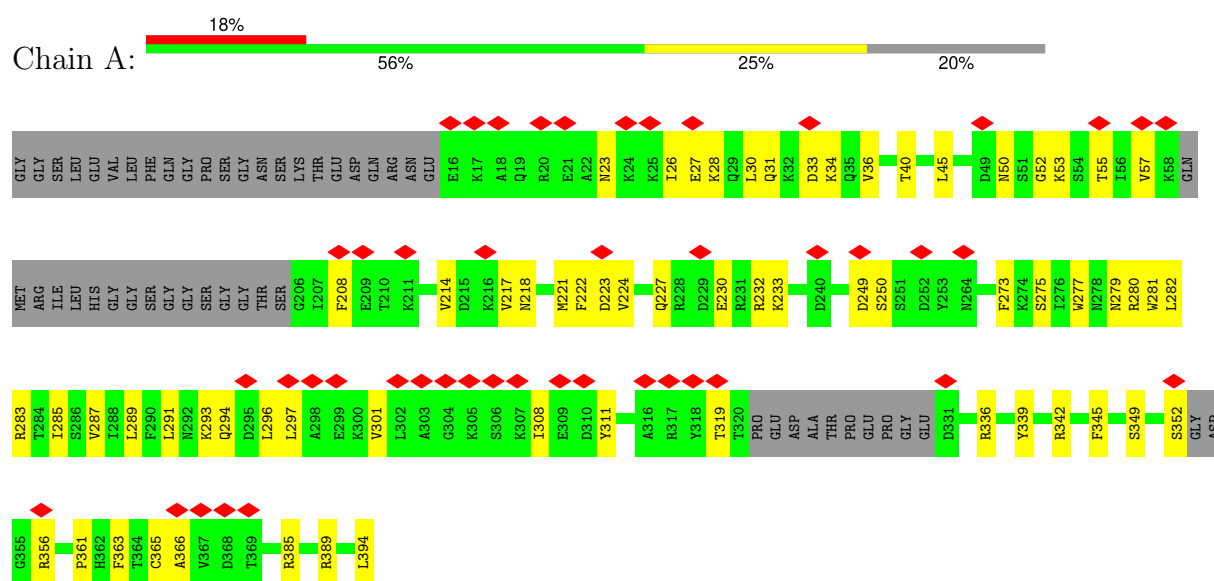 18%
Chain A:
56% 25% 20%
GLY GLY SER LEU GLU VAL LEU PHE GLN GLY PRO SER GLY ASN SER LYS THR GLU ASP GLN ARG ASN GLU E16 K17 A18 Q19 R20 E21 A22 N23 K24 K25 I26 E27 K28 Q29 L30 Q31 K32 D33 K34 Q35 V36 T40 L45 D49 N50 S51 G52 K53 S54 T55 I56 V57 K58 GLN
MET ARG ILE LEU HIS GLY GLY SER GLY GLY SER GLY GLY THR SER G206 I207 F208 E209 T210 K211 V214 D215 K216 V217 N218 M221 F222 D223 V224 Q227 R228 D229 E230 R231 R232 K233 D240 D249 S250 S251 D252 Y253 N264 F273 K274 S275 I276 W277 N278 N279 R280 W281 L282
R283 T284 I285 S286 V287 I288 L289 F290 L291 N292 K293 Q294 D295 L296 L297 A298 E299 K300 V301 L302 A303 G304 K305 S306 K307 I308 E309 D310 Y311 A316 R317 Y318 T319 T320 PRO GLU ASP ALA THR PRO GLU PRO GLY GLU D331 R336 Y339 R342 F345 S349 S352 GLY ASP
G355 R356 P361 H362 F363 T364 C365 A366 V367 D368 T369 R385 R389 L394